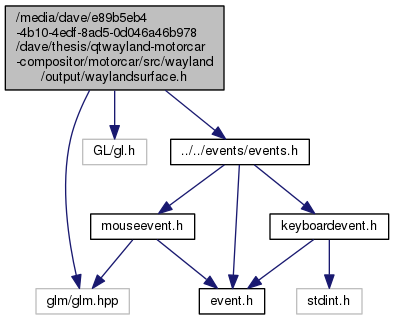 /media/dave/e89b5eb4
-4b10-4edf-8ad5-0d046a46b978
/dave/thesis/qtwayland-motorcar
-compositor/motorcar/src/wayland
/output/waylandsurface.h
GL/gl.h
../../events/events.h
mouseevent.h
keyboardevent.h
glm/glm.hpp
event.h
stdint.h